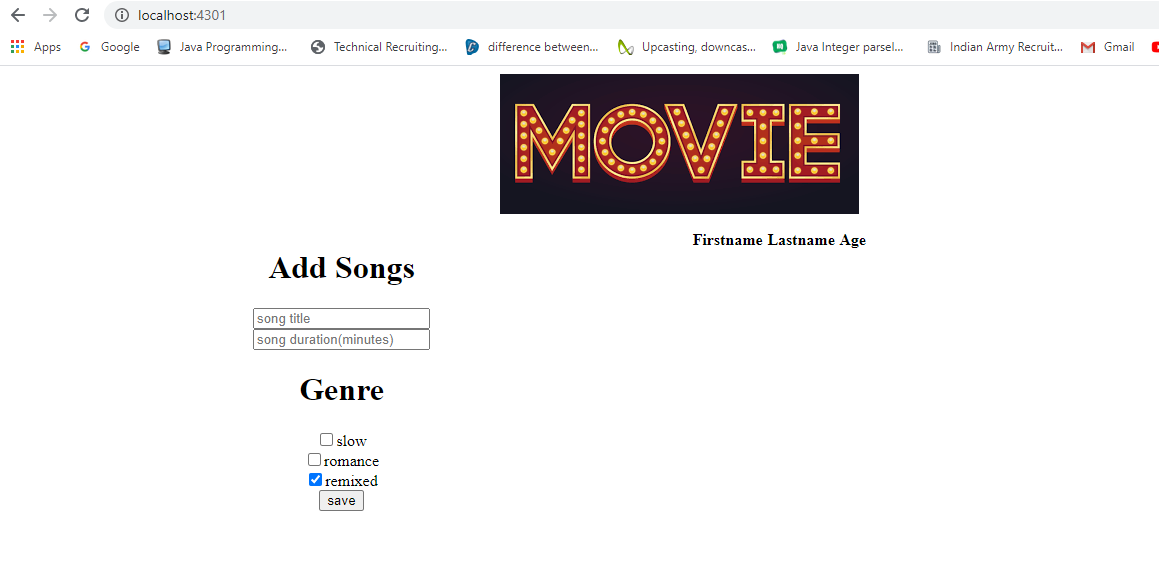 localhost:4301
Apps Google Java Programming... Technical Recruiting... difference between... Upcasting, downcas... Java Integer parsel... Indian Army Recruit... Gmail
MOVIE
Firstname Lastname Age
Add Songs
song title
song duration(minutes)
Genre
slow
romance
remixed
save